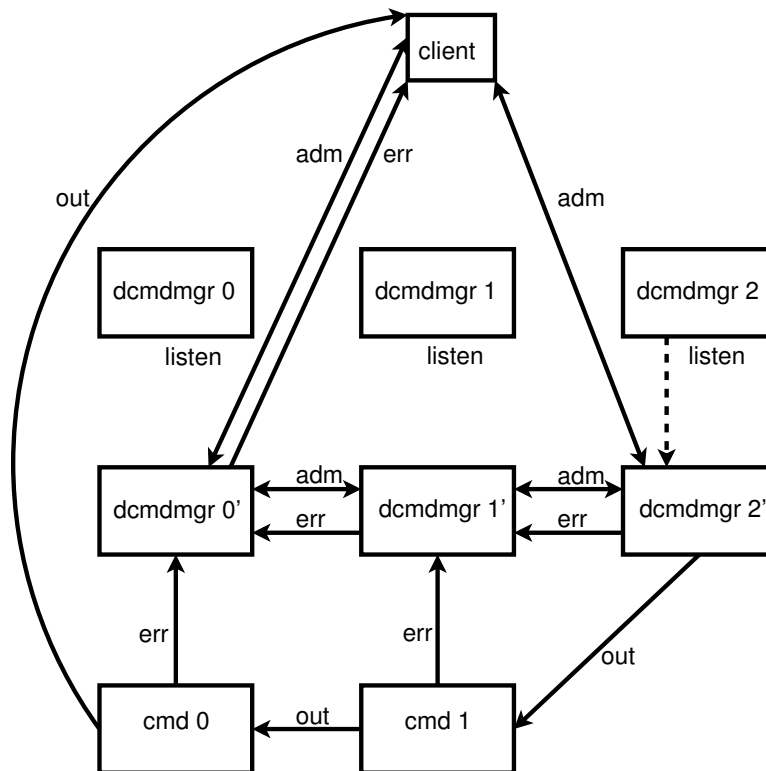 client
adm
err
out
adm
dcmdmgr 0
dcmdmgr 1
dcmdmgr 2
listen
listen
listen
dcmdmgr 0'
adm
err
dcmdmgr 1'
adm
err
dcmdmgr 2'
err
err
out
cmd 0
out
cmd 1